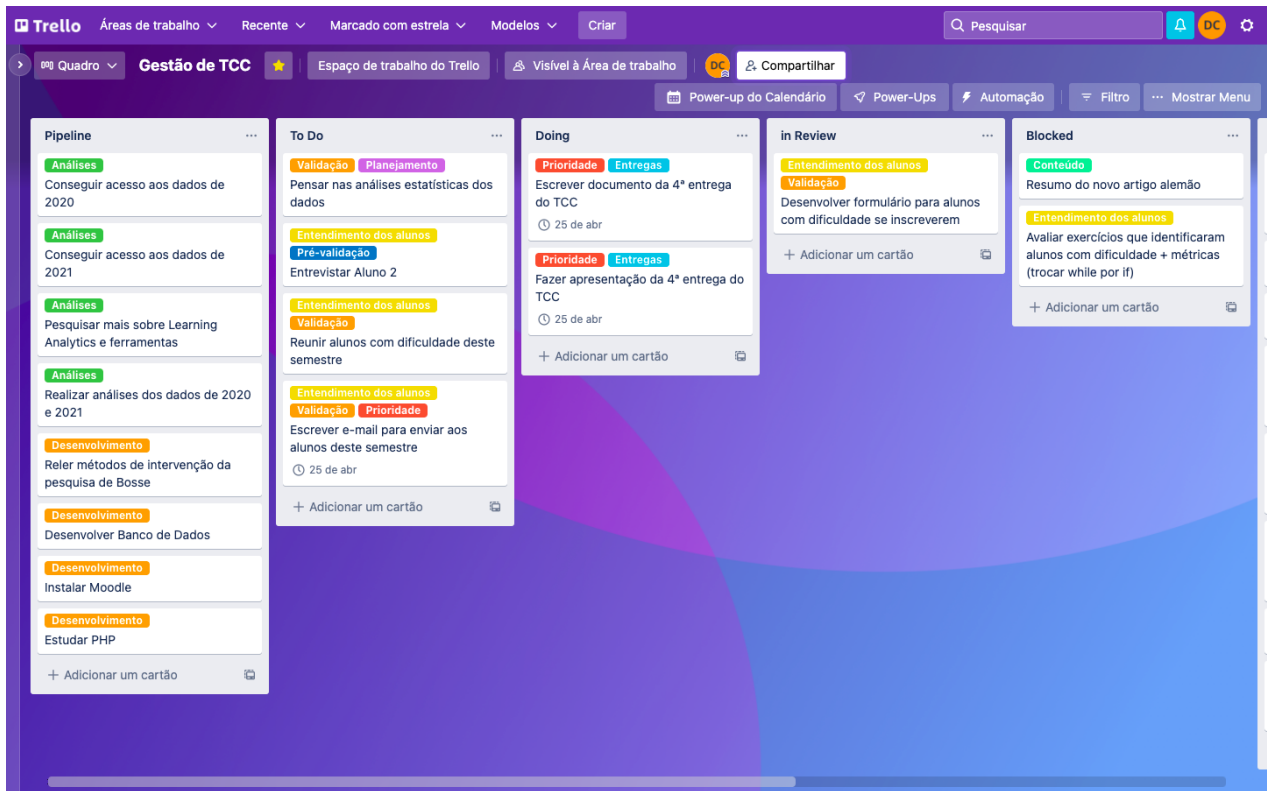 Trello
Áreas de trabalho
Recente
Marcado com estrela
Modelos
Criar
Pesquisar
DC
Quadro
Gestão de TCC
Espaço de trabalho do Trello
Visível à Área de trabalho
DC
Compartilhar
Power-up do Calendário
Power-Ups
Automação
Filtro
Mostrar Menu
Pipeline
Análises
Conseguir acesso aos dados de
2020
Análises
Conseguir acesso aos dados de
2021
Análises
Pesquisar mais sobre Learning
Analytics e ferramentas
Análises
Realizar análises dos dados de 2020
e 2021
Desenvolvimento
Reler métodos de intervenção da
pesquisa de Bosse
Desenvolvimento
Desenvolver Banco de Dados
Desenvolvimento
Instalar Moodle
Desenvolvimento
Estudar PHP
+ Adicionar um cartão
To Do
Validação Planejamento
Pensar nas análises estatísticas dos
dados
Entendimento dos alunos
Pré-validação
Entrevistar Aluno 2
Entendimento dos alunos
Validação
Reunir alunos com dificuldade deste
semestre
Entendimento dos alunos
Validação Prioridade
Escrever e-mail para enviar aos
alunos deste semestre
25 de abr
+ Adicionar um cartão
Doing
Prioridade Entregas
Escrever documento da 4ª entrega
do TCC
25 de abr
Prioridade Entregas
Fazer apresentação da 4ª entrega do
TCC
25 de abr
+ Adicionar um cartão
in Review
Entendimento dos alunos
Validação
Desenvolver formulário para alunos
com dificuldade se inscreverem
+ Adicionar um cartão
Blocked
Conteúdo
Resumo do novo artigo alemão
Entendimento dos alunos
Avaliar exercícios que identificaram
alunos com dificuldade + métricas
(trocar while por if)
+ Adicionar um cartão